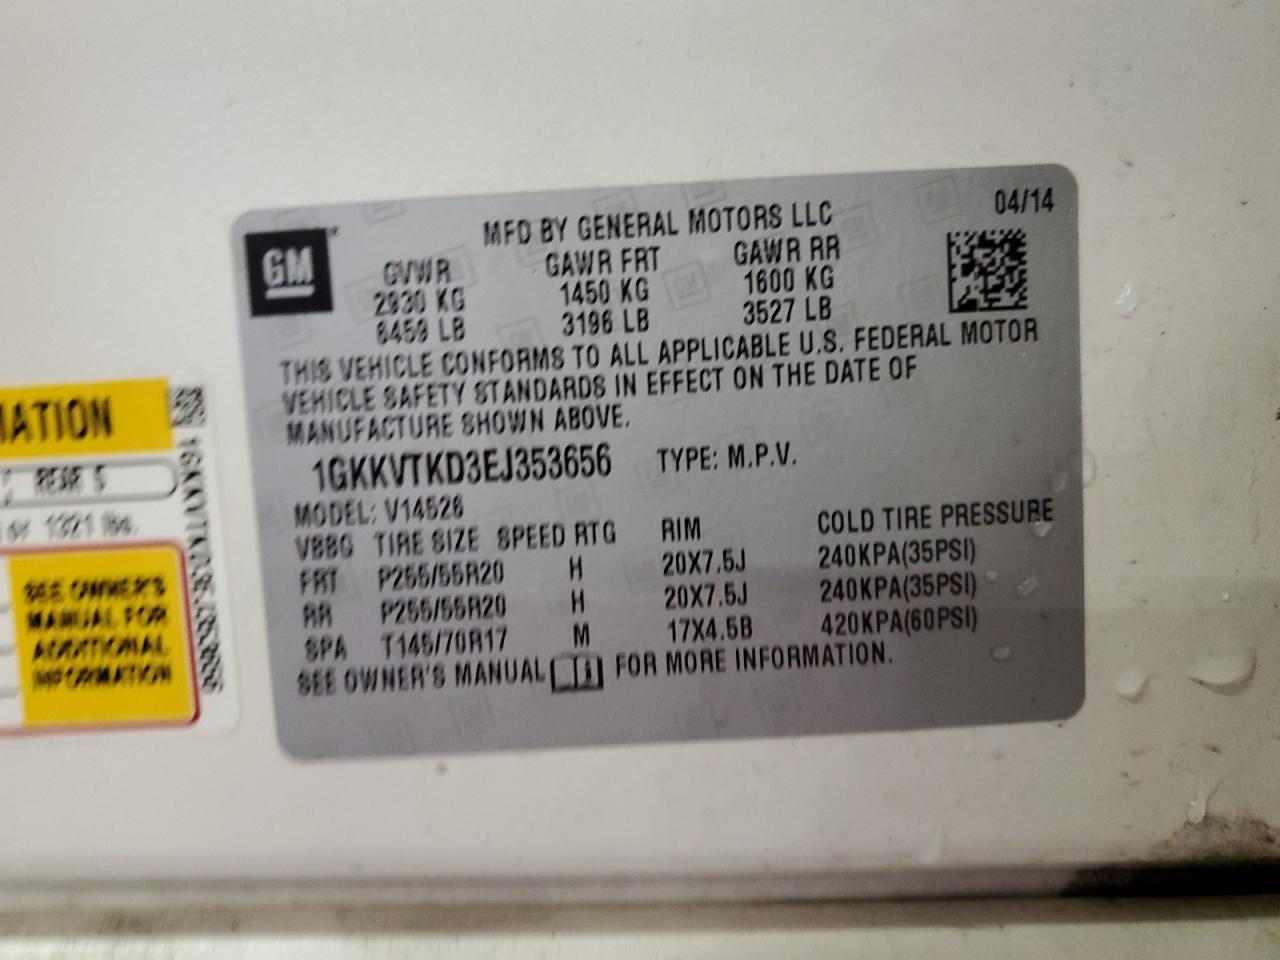 GM
MFD BY GENERAL MOTORS LLC
04/14
GVWR GAWR FRT GAWR RR
2930 KG 1450 KG 1600 KG
6459 LB 3196 LB 3527 LB
THIS VEHICLE CONFORMS TO ALL APPLICABLE U.S. FEDERAL MOTOR
VEHICLE SAFETY STANDARDS IN EFFECT ON THE DATE OF
MANUFACTURE SHOWN ABOVE.
1GKKVTKD3EJ353656 TYPE: M.P.V.
MODEL: V14526
VBBG TIRE SIZE SPEED RTG RIM COLD TIRE PRESSURE
FRT P255/55R20 H 20X7.5J 240KPA(35PSI)
RR P255/55R20 H 20X7.5J 240KPA(35PSI)
SPA T145/70R17 M 17X4.5B 420KPA(60PSI)
SEE OWNER'S MANUAL FOR MORE INFORMATION.
MATION
REAR 5
or 1321 lbs.
SEE OWNER'S
MANUAL FOR
ADDITIONAL
INFORMATION
1GKKVTKD3EJ353656